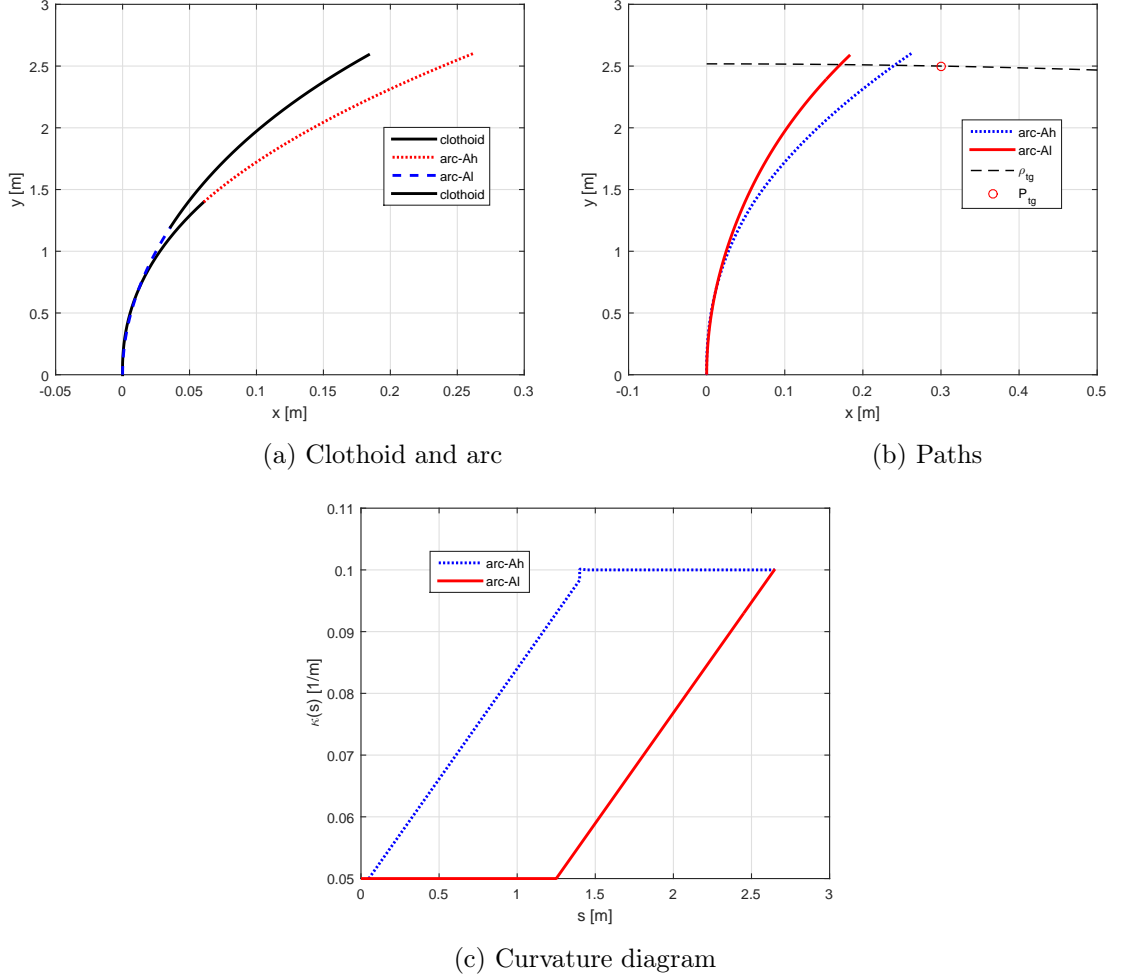 3
2.5
2
1.5
1
0.5
0
y [m]
-0.05
0
0.05
0.1
0.15
0.2
0.25
0.3
x [m]
clothoid
arc-Ah
arc-Al
clothoid
(a) Clothoid and arc
3
2.5
2
1.5
1
0.5
0
y [m]
-0.1
0
0.1
0.2
0.3
0.4
0.5
x [m]
arc-Ah
arc-Al
ρtg
Ptg
(b) Paths
0.11
0.1
0.09
0.08
0.07
0.06
0.05
κ(s) [1/m]
0
0.5
1
1.5
2
2.5
3
s [m]
arc-Ah
arc-Al
(c) Curvature diagram